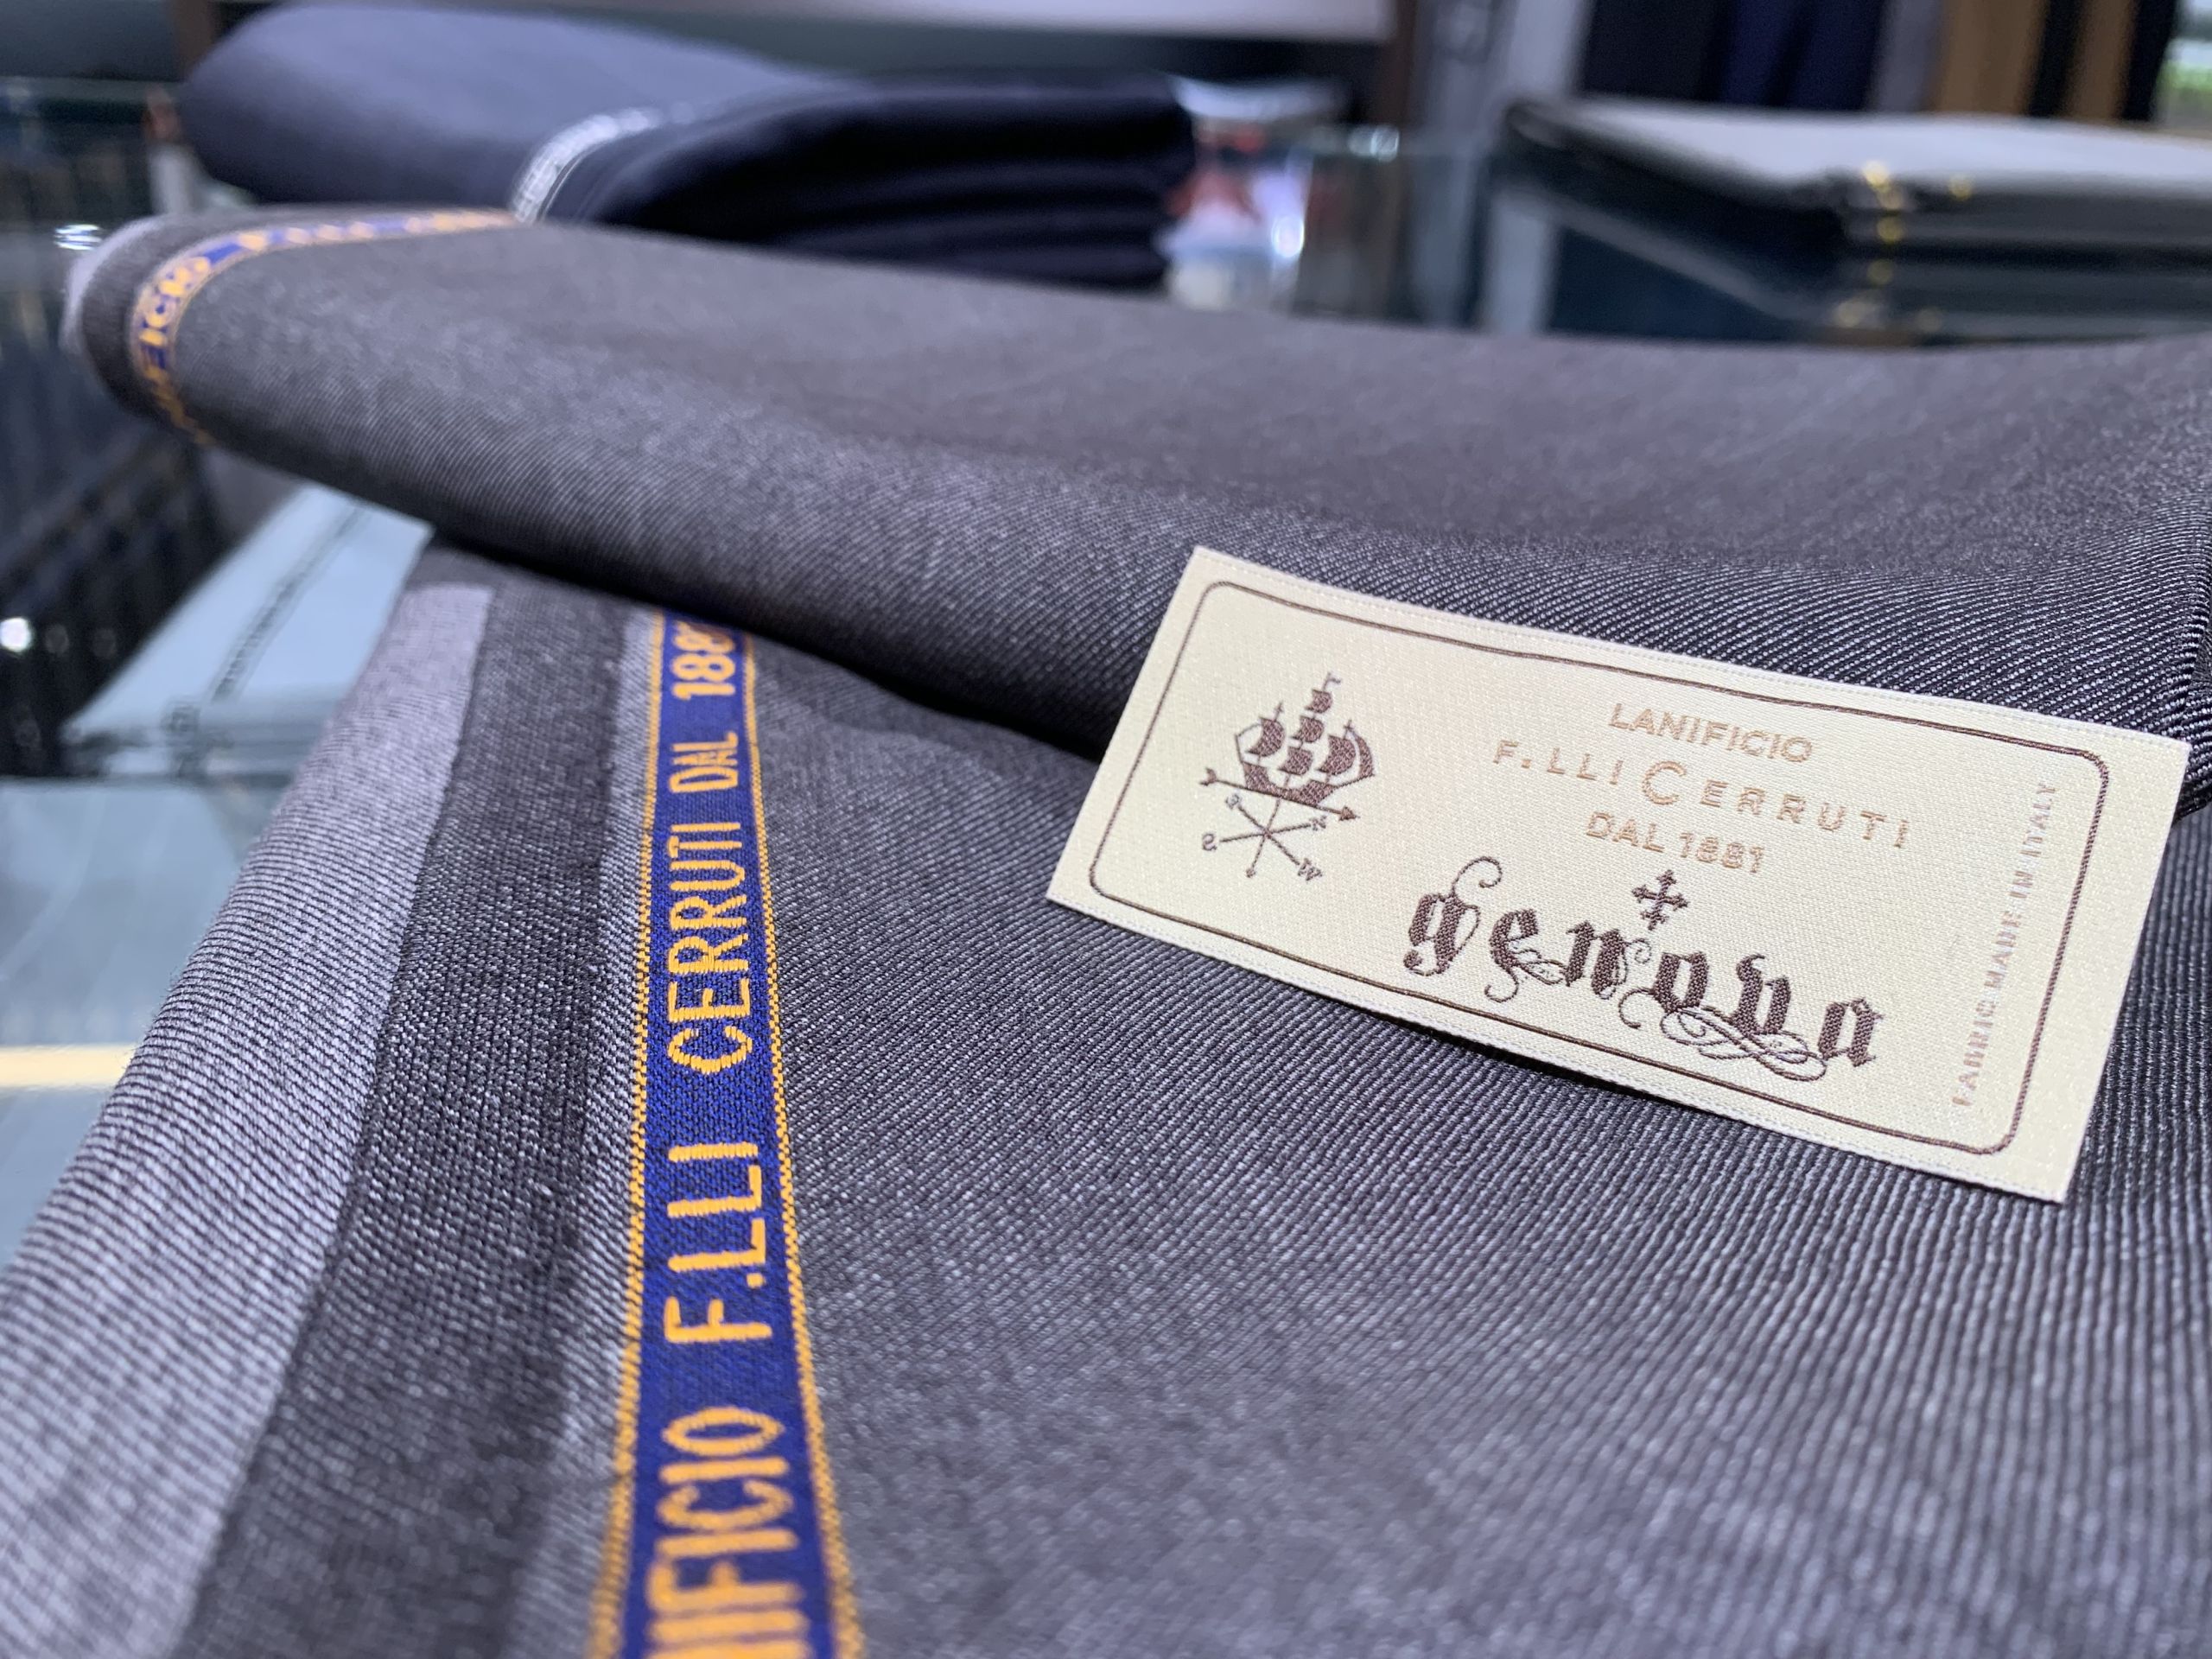 LANIFICIO
F.LLI CERRUTI
DAL 1881
genova
FABRIC MADE IN ITALY
N
S
W
NIFICIO F.LLI CERRUTI DAL 188